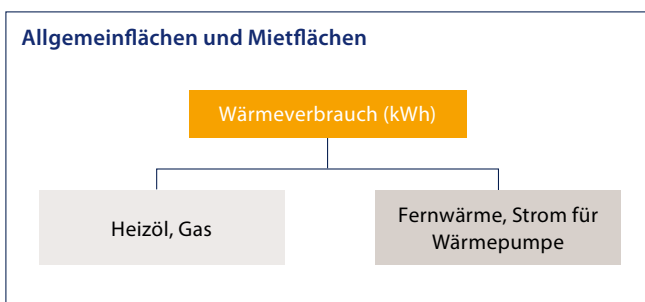 Allgemeinflächen und Mietflächen
Wärmeverbrauch (kWh)
Heizöl, Gas
Fernwärme, Strom für
Wärmepumpe